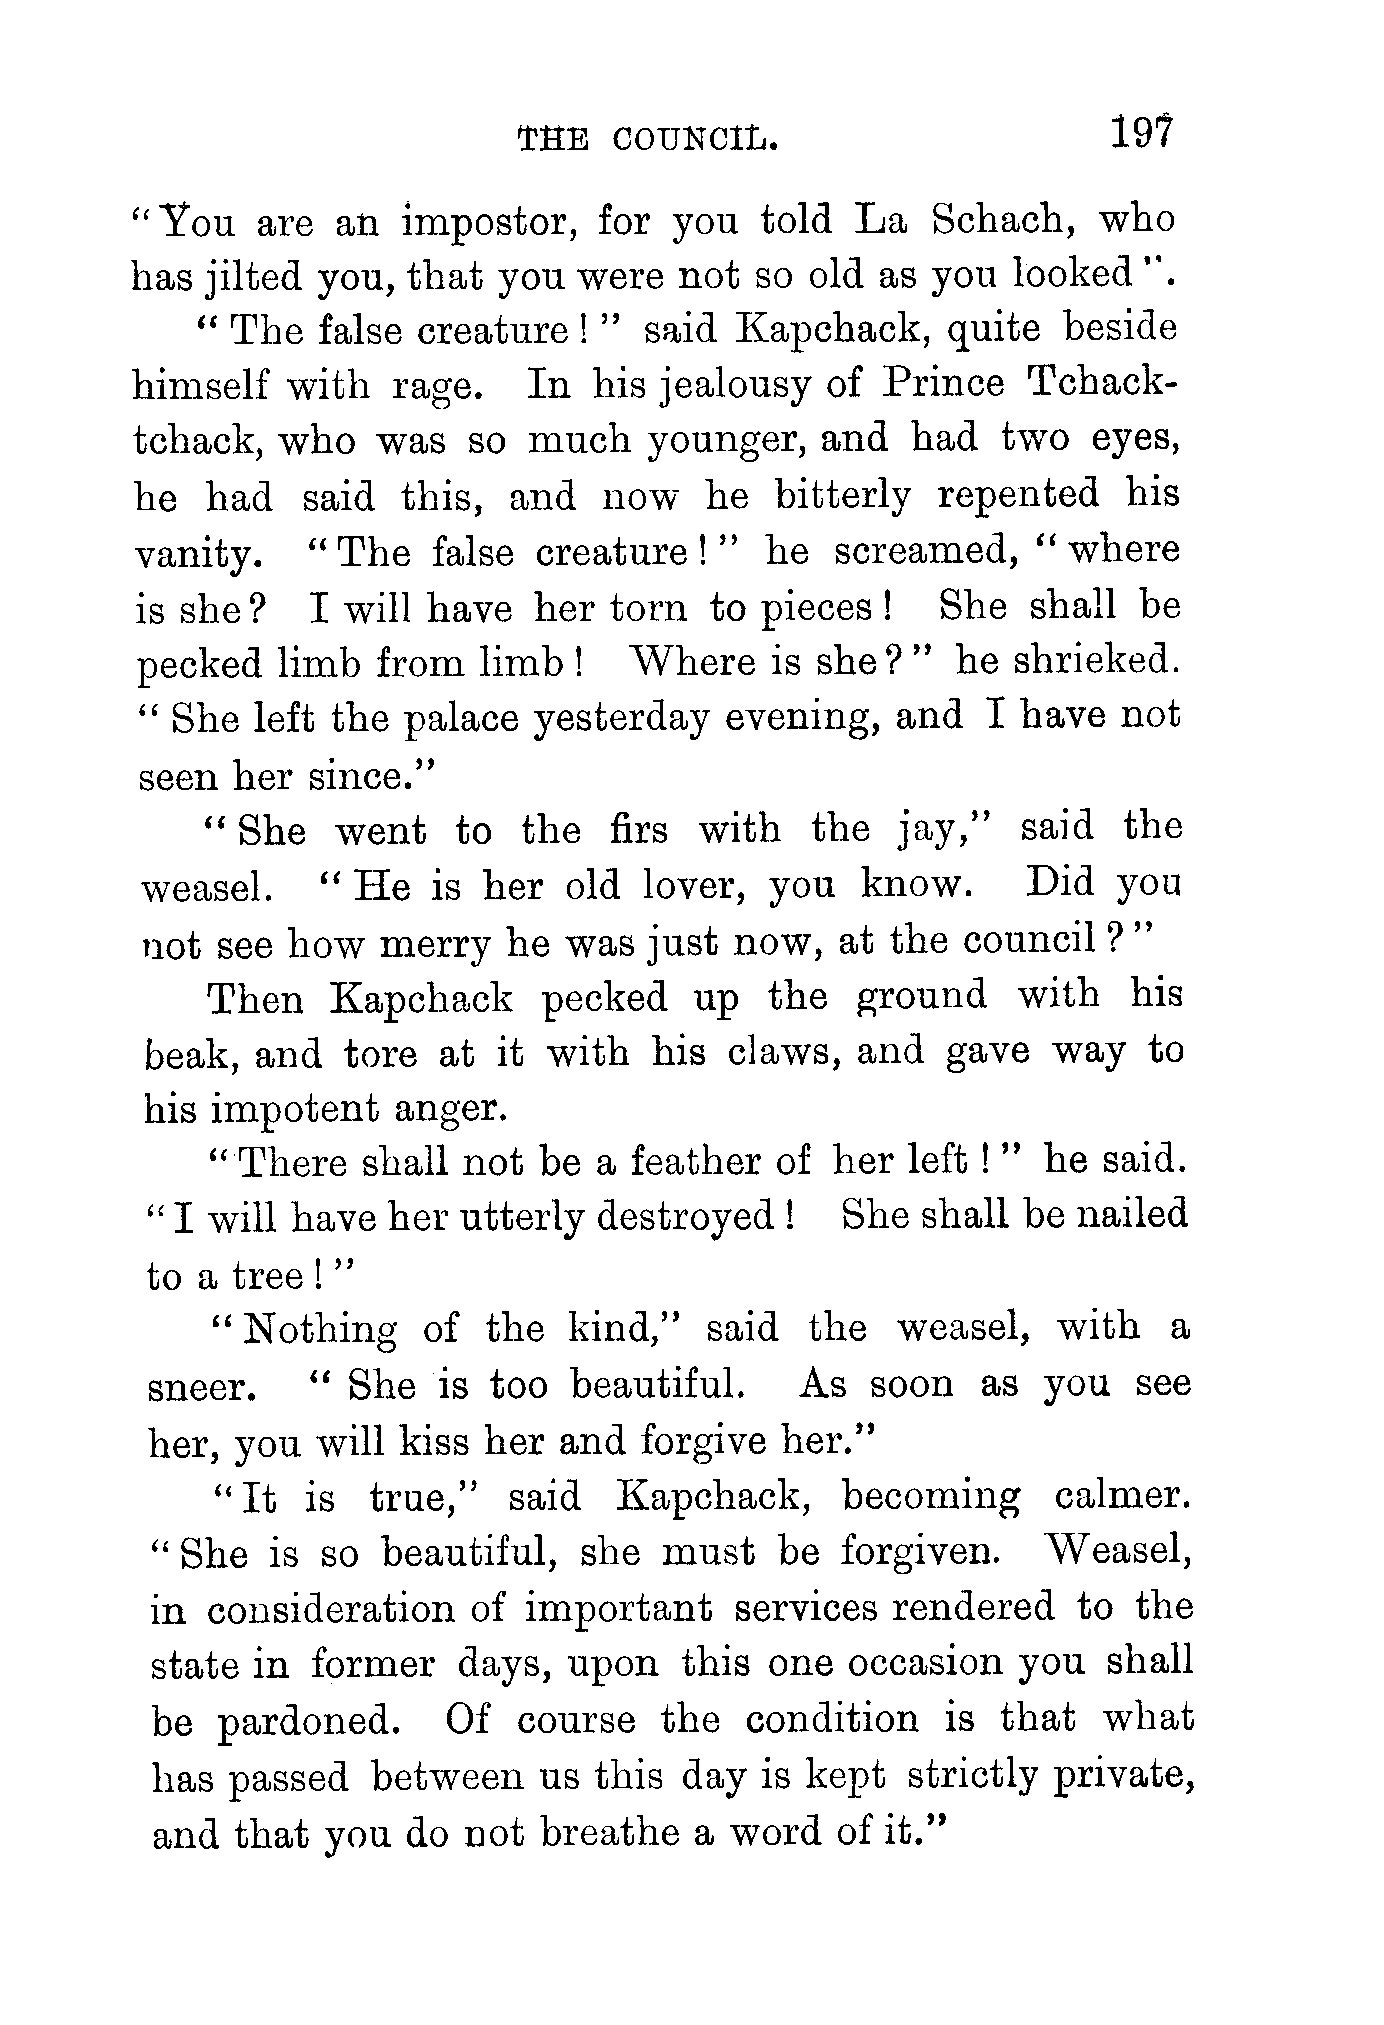 THE COUNCIL. 197
"You are an impostor, for you told La Schach, who
has jilted you, that you were not so old as you looked".
"The false creature!" said Kapchack, quite beside
himself with rage. In his jealousy of Prince Tchack-
tchack, who was so much younger, and had two eyes,
he had said this, and now he bitterly repented his
vanity. "The false creature!" he screamed, "where
is she? I will have her torn to pieces! She shall be
pecked limb from limb! Where is she?" he shrieked.
"She left the palace yesterday evening, and I have not
seen her since."
"She went to the firs with the jay," said the
weasel. "He is her old lover, you know. Did you
not see how merry he was just now, at the council?"
Then Kapchack pecked up the ground with his
beak, and tore at it with his claws, and gave way to
his impotent anger.
"There shall not be a feather of her left!" he said.
"I will have her utterly destroyed! She shall be nailed
to a tree!"
"Nothing of the kind," said the weasel, with a
sneer. "She is too beautiful. As soon as you see
her, you will kiss her and forgive her."
"It is true," said Kapchack, becoming calmer.
"She is so beautiful, she must be forgiven. Weasel,
in consideration of important services rendered to the
state in former days, upon this one occasion you shall
be pardoned. Of course the condition is that what
has passed between us this day is kept strictly private,
and that you do not breathe a word of it."